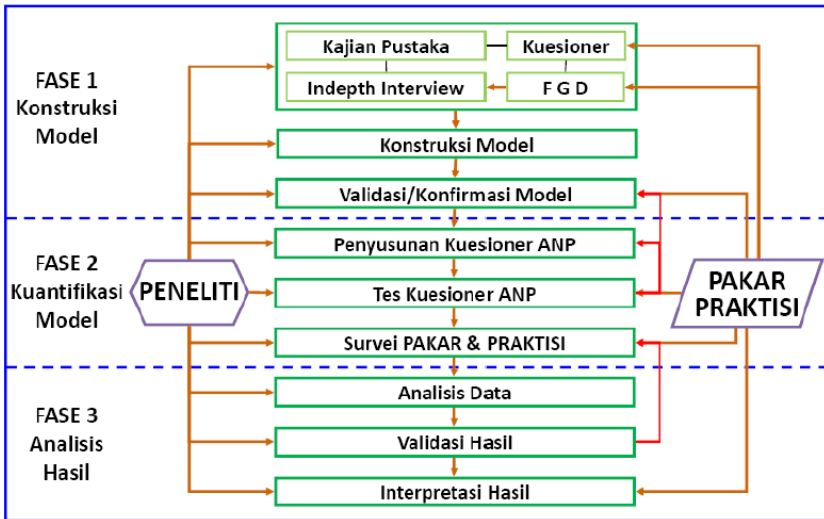 FASE 1
Konstruksi
Model
Kajian Pustaka
Kuesioner
Indepth Interview
F G D
Konstruksi Model
Validasi/Konfirmasi Model
FASE 2
Kuantifikasi
Model
PENELITI
Penyusunan Kuesioner ANP
Tes Kuesioner ANP
Survei PAKAR & PRAKTISI
PAKAR
PRAKTISI
FASE 3
Analisis
Hasil
Analisis Data
Validasi Hasil
Interpretasi Hasil